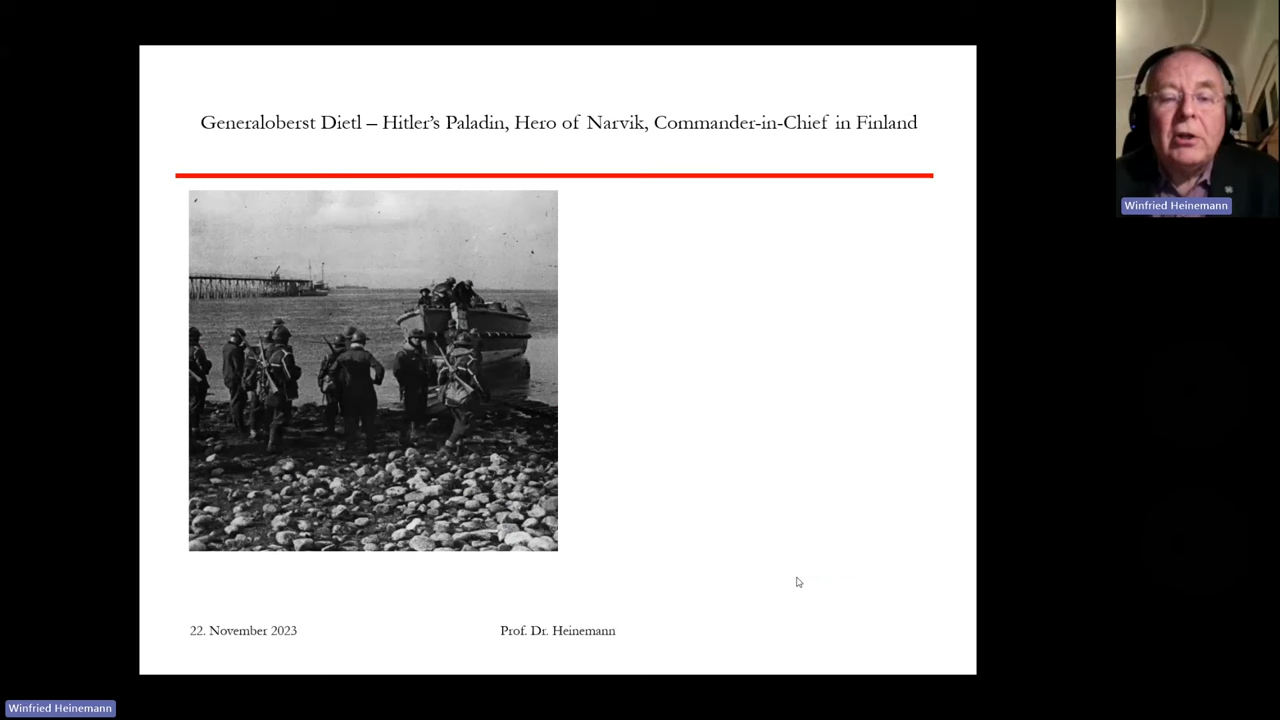 Generaloberst Dietl – Hitler's Paladin, Hero of Narvik, Commander-in-Chief in Finland
Winfried Heinemann
22. November 2023
Prof. Dr. Heinemann
Winfried Heinemann